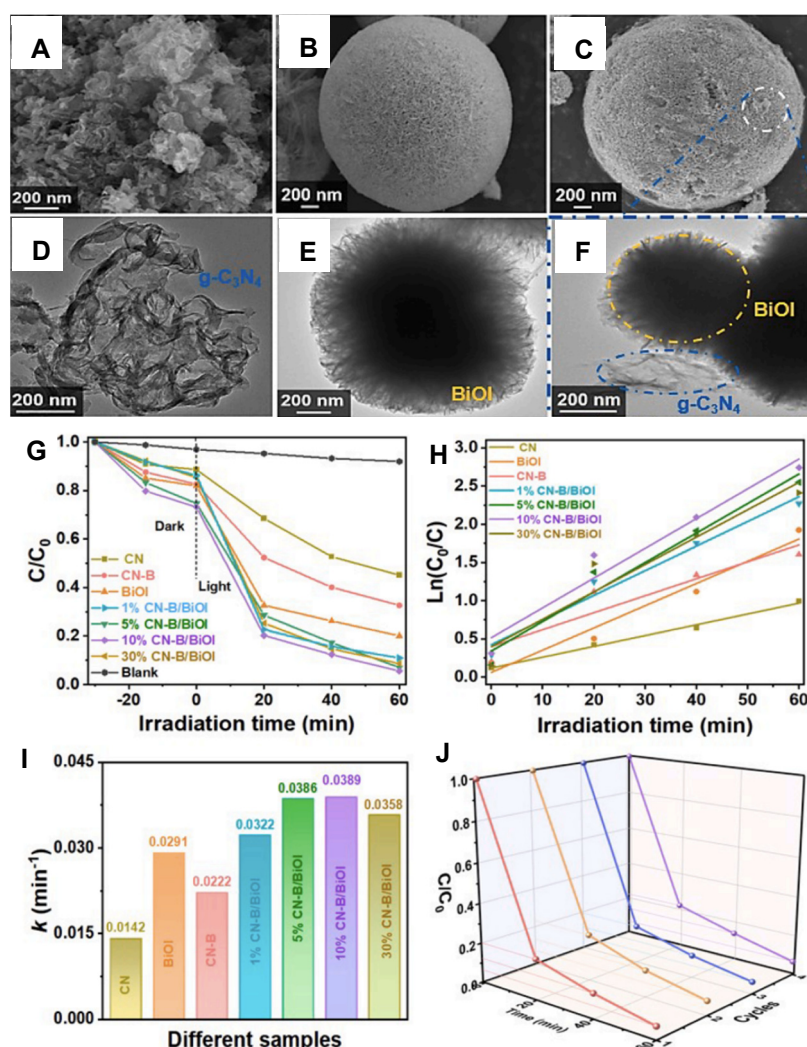 A
200 nm
B
200 nm
C
200 nm
D
g-C₃N₄
200 nm
E
BiOI
200 nm
F
BiOI
g-C₃N₄
200 nm
G
C/C₀
1.0
0.8
0.6
0.4
0.2
0.0
Dark
Light
CN
CN-B
BiOI
1% CN-B/BiOI
5% CN-B/BiOI
10% CN-B/BiOI
30% CN-B/BiOI
Blank
-20 0 20 40 60
Irradiation time (min)
H
Ln(C₀/C)
3.0
2.5
2.0
1.5
1.0
0.5
0.0
CN
BiOI
CN-B
1% CN-B/BiOI
5% CN-B/BiOI
10% CN-B/BiOI
30% CN-B/BiOI
0 10 20 30 40 50 60
Irradiation time (min)
I
k (min⁻¹)
0.045
0.030
0.015
0.000
0.0142
0.0291
0.0222
0.0322
0.0386
0.0389
0.0358
CN
BiOI
CN-B
1% CN-B/BiOI
5% CN-B/BiOI
10% CN-B/BiOI
30% CN-B/BiOI
Different samples
J
C/C₀
1.0
0.8
0.6
0.4
0.2
20
40
Time (min)
1
2
3
Cycles